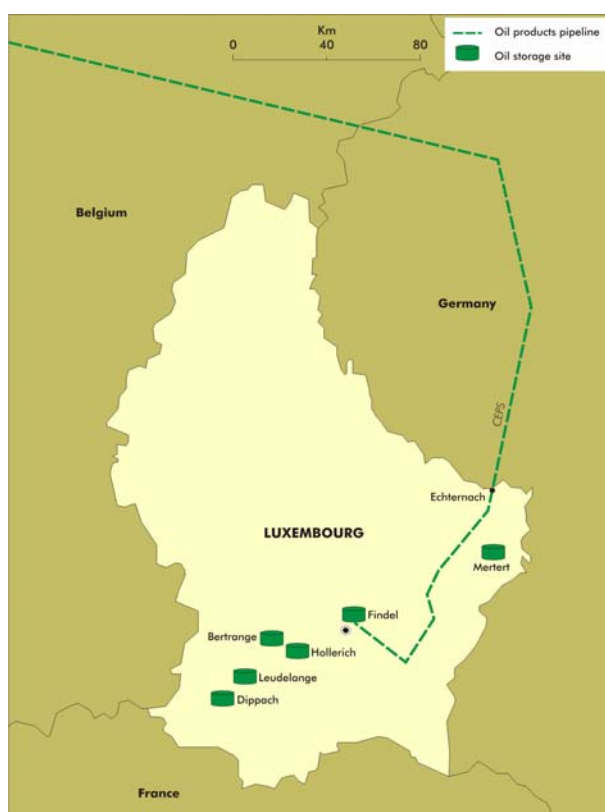 Km
0 40 80
Oil products pipeline
Oil storage site
Belgium
Germany
CEPS
Echternach
LUXEMBOURG
Mertert
Findel
Bertrange
Hollerich
Leudelange
Dippach
France